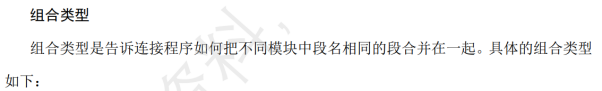 组合类型
组合类型是告诉连接程序如何把不同模块中段名相同的段合并在一起。具体的组合类型
如下：
资料，